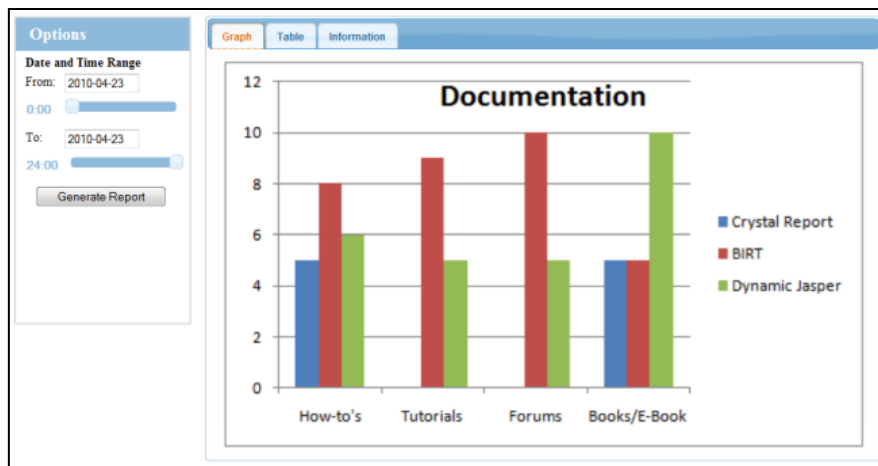 Options
Date and Time Range
From: 2010-04-23
0:00
To: 2010-04-23
24:00
Generate Report
Graph Table Information
Documentation
12
10
8
6
4
2
0
How-to's Tutorials Forums Books/E-Book
Crystal Report
BIRT
Dynamic Jasper